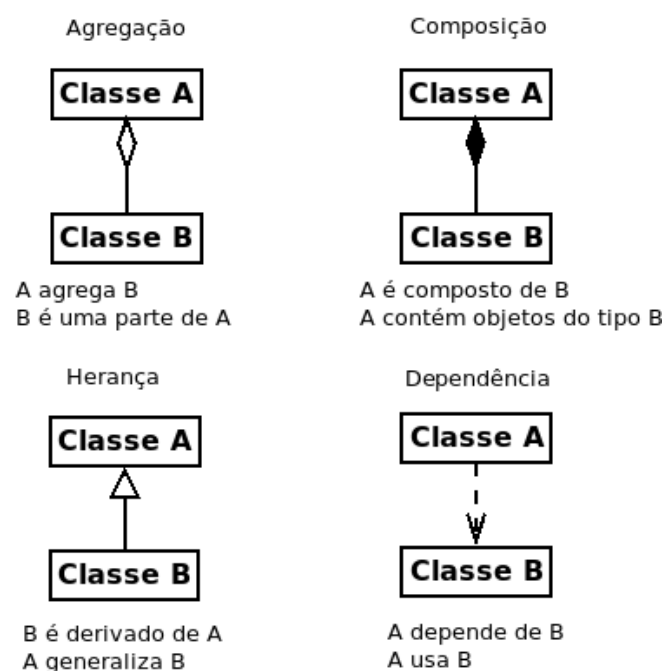 Agregação
Classe A
Classe B
A agrega B
B é uma parte de A
Composição
Classe A
Classe B
A é composto de B
A contém objetos do tipo B
Herança
Classe A
Classe B
B é derivado de A
A generaliza B
Dependência
Classe A
Classe B
A depende de B
A usa B